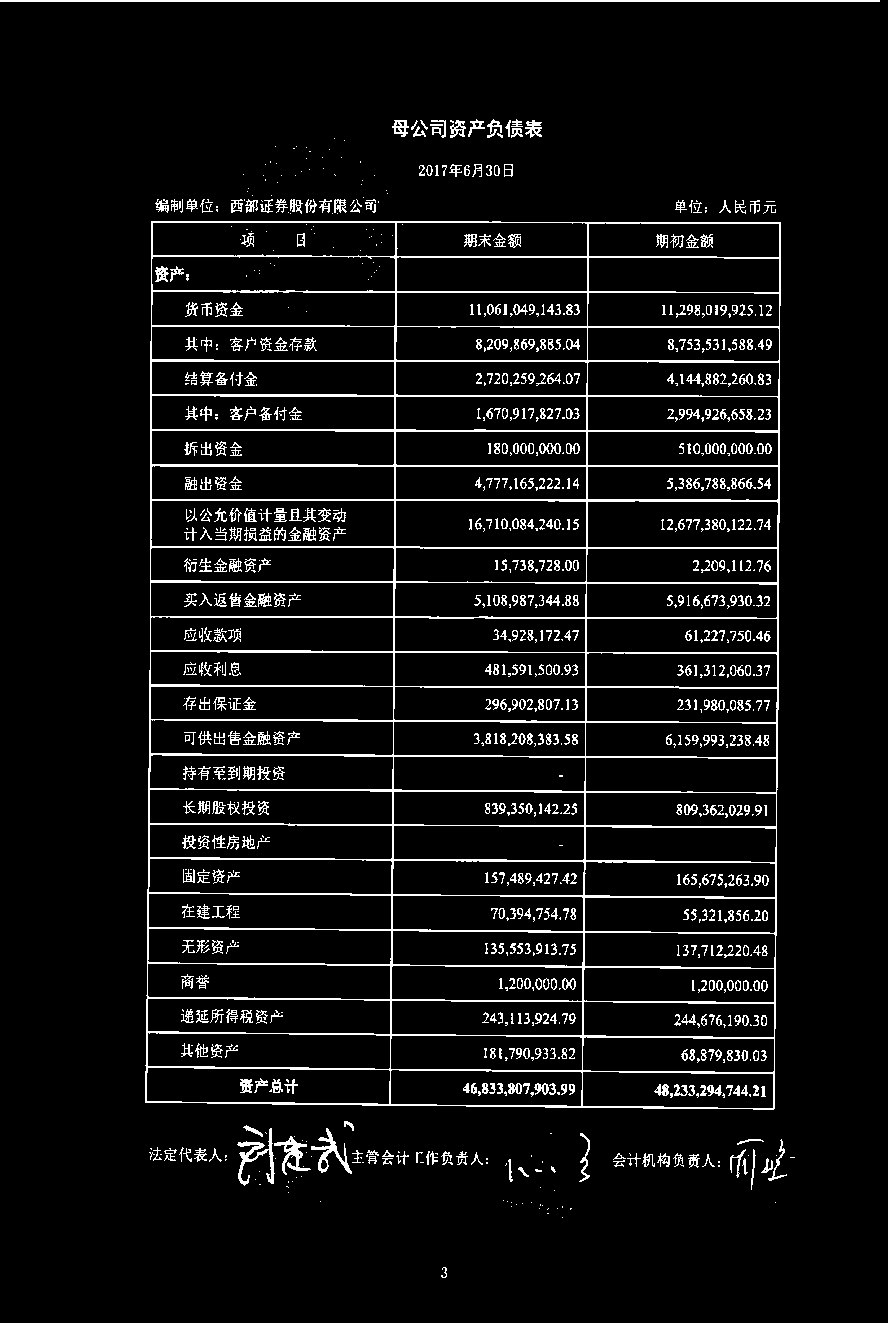 母公司资产负债表
2017年6月30日
编制单位：西部证券股份有限公司 单位：人民币元
项 目 期末金额 期初金额
资产：
货币资金 11,061,049,143.83 11,298,019,925.12
其中：客户资金存款 8,209,869,885.04 8,753,531,588.49
结算备付金 2,720,259,264.07 4,144,882,260.83
其中：客户备付金 1,670,917,827.03 2,994,926,658.23
拆出资金 180,000,000.00 510,000,000.00
融出资金 4,777,165,222.14 5,386,788,866.54
以公允价值计量且其变动
计入当期损益的金融资产 16,710,084,240.15 12,677,380,122.74
衍生金融资产 15,738,728.00 2,209,112.76
买入返售金融资产 5,108,987,344.88 5,916,673,930.32
应收款项 34,928,172.47 61,227,750.46
应收利息 481,591,500.93 361,312,060.37
存出保证金 296,902,807.13 231,980,085.77
可供出售金融资产 3,818,208,383.58 6,159,993,238.48
持有至到期投资 -
长期股权投资 839,350,142.25 809,362,029.91
投资性房地产 -
固定资产 157,489,427.42 165,675,263.90
在建工程 70,394,754.78 55,321,856.20
无形资产 135,553,913.75 137,712,220.48
商誉 1,200,000.00 1,200,000.00
递延所得税资产 243,113,924.79 244,676,190.30
其他资产 181,790,933.82 68,879,830.03
资产总计 46,833,807,903.99 48,233,294,744.21
法定代表人： 主管会计工作负责人： 会计机构负责人：
3